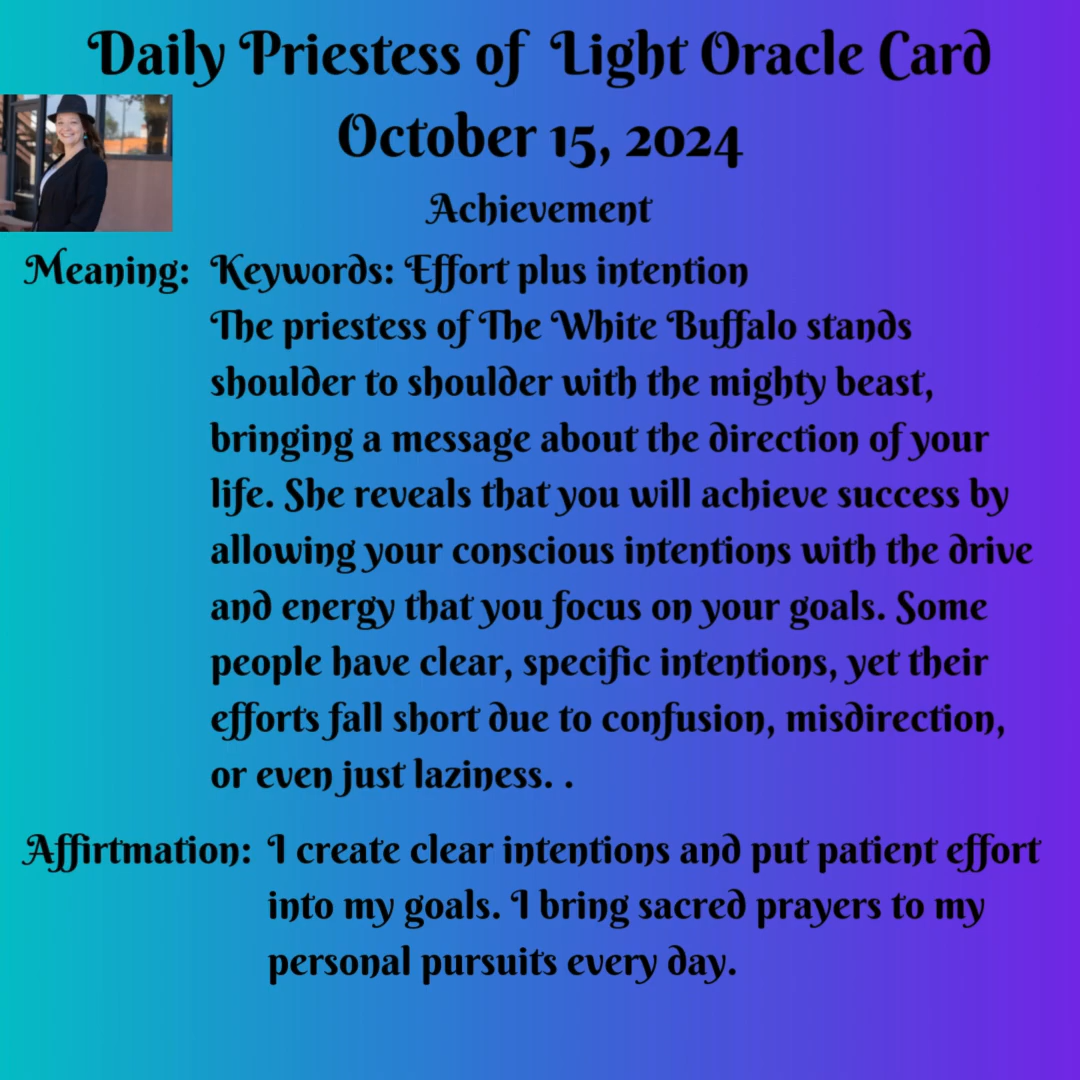 Daily Priestess of Light Oracle Card
October 15, 2024
Achievement
Meaning: Keywords: Effort plus intention
The priestess of The White Buffalo stands
shoulder to shoulder with the mighty beast,
bringing a message about the direction of your
life. She reveals that you will achieve success by
allowing your conscious intentions with the drive
and energy that you focus on your goals. Some
people have clear, specific intentions, yet their
efforts fall short due to confusion, misdirection,
or even just laziness. .
Affirtmation: I create clear intentions and put patient effort
into my goals. I bring sacred prayers to my
personal pursuits every day.